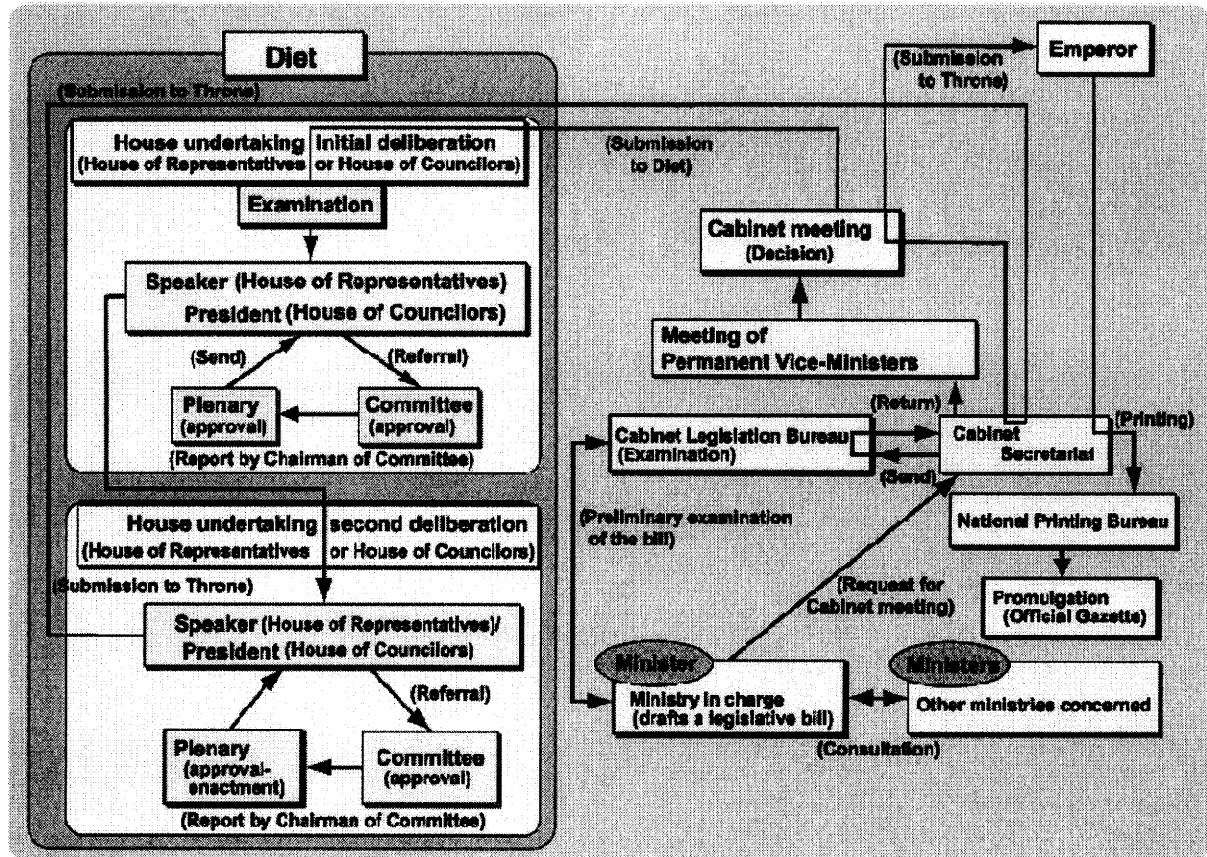 Diet
(Submission to Throne)
House undertaking initial deliberation
(House of Representatives or House of Councilors)
Examination
Speaker (House of Representatives)
President (House of Councilors)
(Send)
(Referral)
Plenary
(approval)
Committee
(approval)
(Report by Chairman of Committee)
House undertaking second deliberation
(House of Representatives or House of Councilors)
(Submission to Throne)
Speaker (House of Representatives)/
President (House of Councilors)
(Referral)
Plenary
(approval-
enactment)
Committee
(approval)
(Report by Chairman of Committee)
(Submission
to Throne)
Emperor
(Submission
to Diet)
Cabinet meeting
(Decision)
Meeting of
Permanent Vice-Ministers
(Return)
(Printing)
Cabinet Legislation Bureau
(Examination)
Cabinet
Secretarial
(Send)
(Preliminary examination
of the bill)
National Printing Bureau
(Request for
Cabinet meeting)
Promulgation
(Official Gazette)
Minister
Ministry in charge
(drafts a legislative bill)
Ministers
Other ministries concerned
(Consultation)